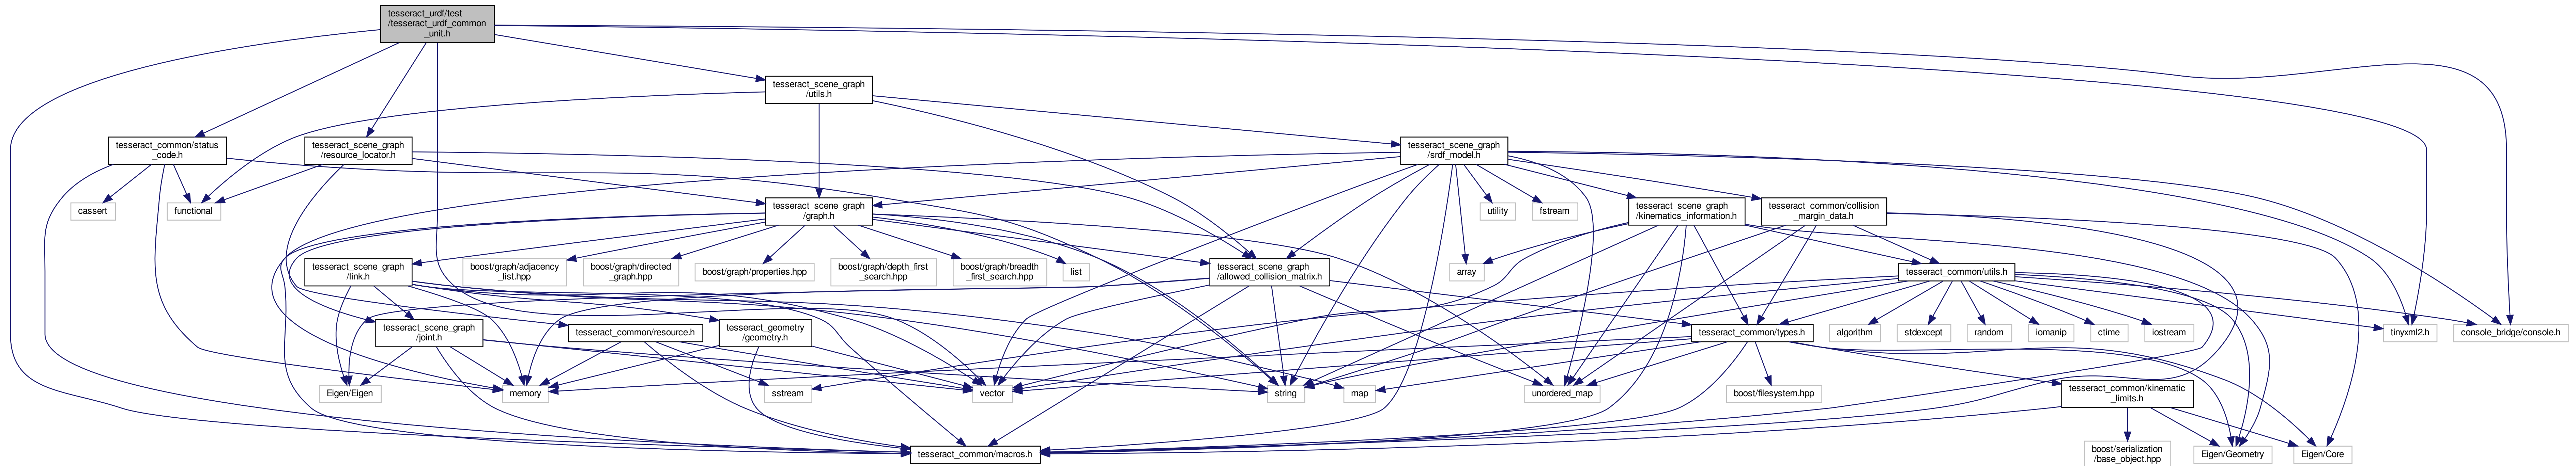 tesseract_urdf/test
/tesseract_urdf_common
_unit.h
tesseract_scene_graph
/utils.h
tesseract_common/status
_code.h
tesseract_scene_graph
/resource_locator.h
tesseract_scene_graph
/srdf_model.h
cassert
functional
tesseract_scene_graph
/graph.h
utility
fstream
tesseract_scene_graph
/kinematics_information.h
tesseract_common/collision
_margin_data.h
tesseract_scene_graph
/link.h
boost/graph/adjacency
_list.hpp
boost/graph/directed
_graph.hpp
boost/graph/properties.hpp
boost/graph/depth_first
_search.hpp
boost/graph/breadth
_first_search.hpp
list
tesseract_scene_graph
/allowed_collision_matrix.h
array
tesseract_common/utils.h
tesseract_scene_graph
/joint.h
tesseract_common/resource.h
tesseract_geometry
/geometry.h
tesseract_common/types.h
algorithm
stdexcept
random
iomanip
ctime
iostream
tinyxml2.h
console_bridge/console.h
Eigen/Eigen
memory
sstream
vector
string
map
unordered_map
boost/filesystem.hpp
tesseract_common/kinematic
_limits.h
tesseract_common/macros.h
boost/serialization
/base_object.hpp
Eigen/Geometry
Eigen/Core